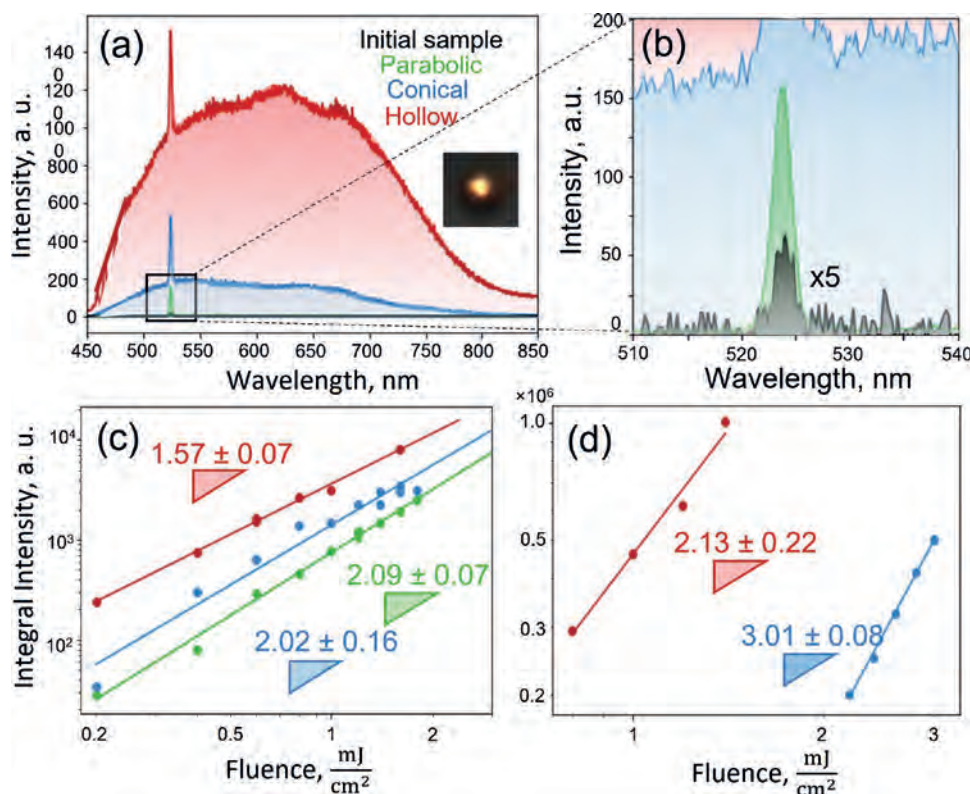 (a)
Initial sample
Parabolic
Conical
Hollow
140
0
120
0
100
0
800
600
400
200
0
450 500 550 600 650 700 750 800 850
Wavelength, nm
Intensity, a. u.
(b)
200
150
100
50
0
x5
510 520 530 540
Wavelength, nm
Intensity, a.u.
(c)
10⁴
10³
10²
1.57 ± 0.07
2.09 ± 0.07
2.02 ± 0.16
0.2 0.5 1 2
Fluence, mJ/cm²
Integral Intensity, a. u.
(d)
×10⁶
1.0
0.5
0.3
0.2
2.13 ± 0.22
3.01 ± 0.08
1 2 3
Fluence, mJ/cm²